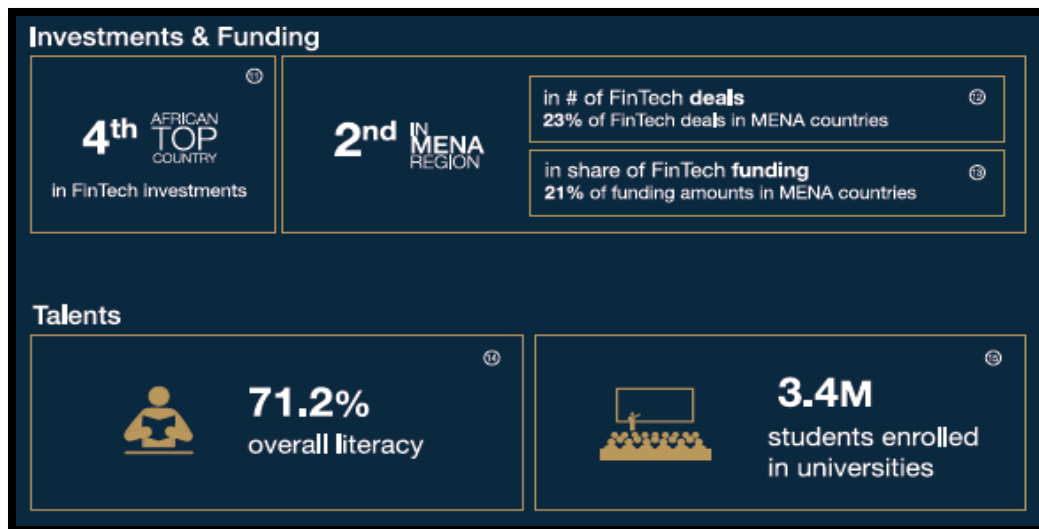 Investments & Funding
⑪
4th AFRICAN TOP COUNTRY
in FinTech investments
2nd IN MENA REGION
in # of FinTech deals ⑫
23% of FinTech deals in MENA countries
in share of FinTech funding ⑬
21% of funding amounts in MENA countries
Talents
⑭
71.2%
overall literacy
⑮
3.4M
students enrolled
in universities